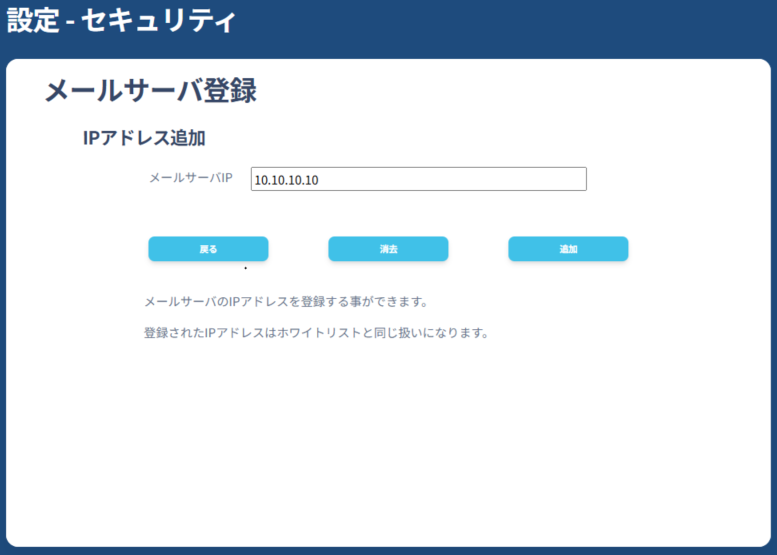 設定 - セキュリティ
メールサーバ登録
IPアドレス追加
メールサーバIP 10.10.10.10
戻る 消去 追加
メールサーバのIPアドレスを登録する事ができます。
登録されたIPアドレスはホワイトリストと同じ扱いになります。